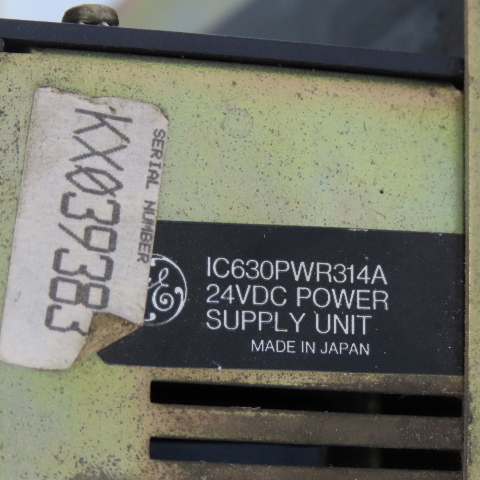 SERIAL NUMBER
KX039383
IC630PWR314A
24VDC POWER
SUPPLY UNIT
MADE IN JAPAN